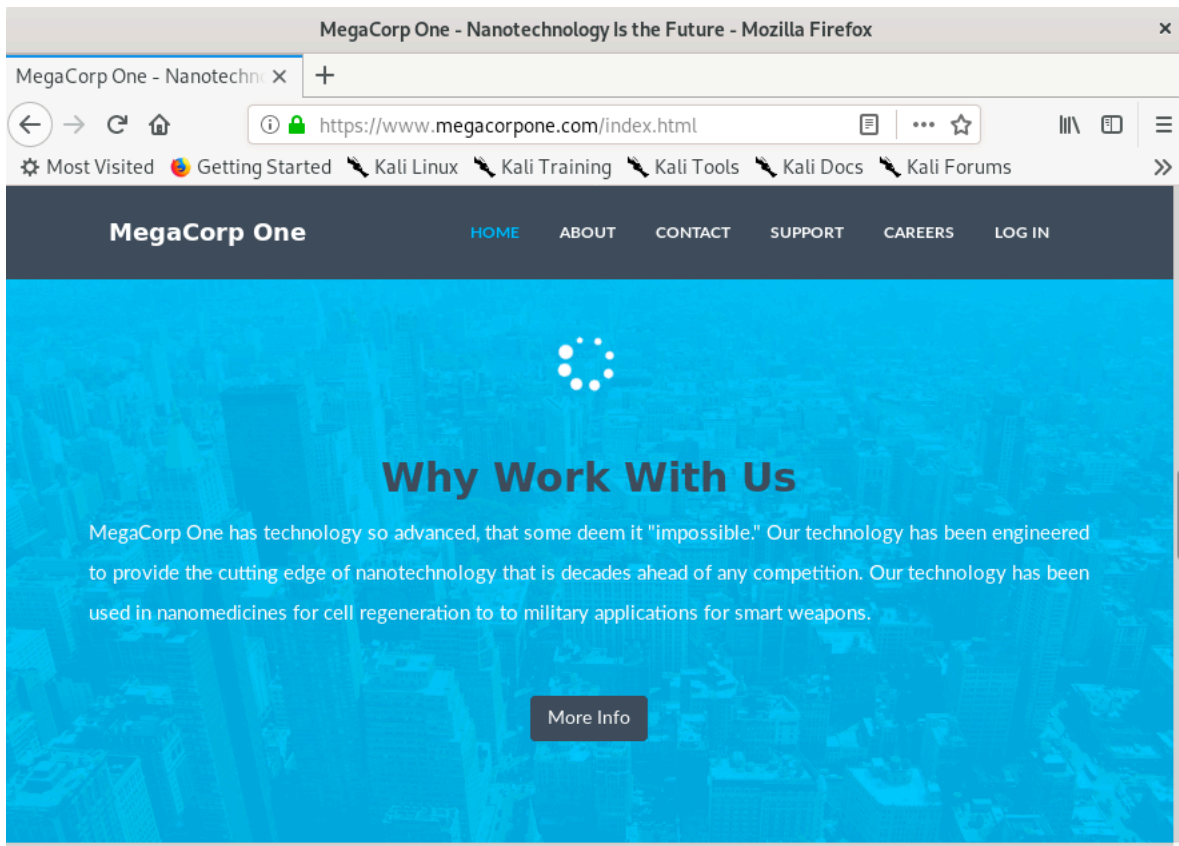 MegaCorp One - Nanotechnology Is the Future - Mozilla Firefox
MegaCorp One - Nanotechn
https://www.megacorpone.com/index.html
Most Visited Getting Started Kali Linux Kali Training Kali Tools Kali Docs Kali Forums
MegaCorp One HOME ABOUT CONTACT SUPPORT CAREERS LOG IN
Why Work With Us
MegaCorp One has technology so advanced, that some deem it "impossible." Our technology has been engineered
to provide the cutting edge of nanotechnology that is decades ahead of any competition. Our technology has been
used in nanomedicines for cell regeneration to to military applications for smart weapons.
More Info